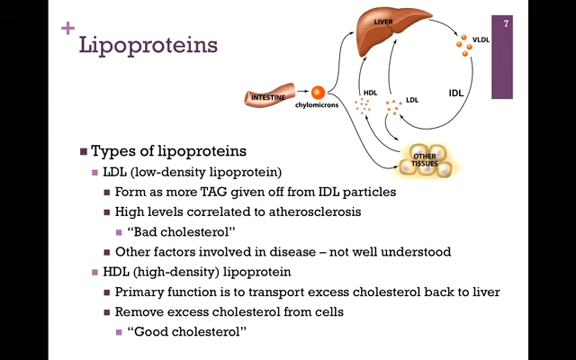 7
+
Lipoproteins
LIVER
VLDL
INTESTINE
chylomicrons
HDL
LDL
IDL
OTHER
TISSUES
Types of lipoproteins
LDL (low-density lipoprotein)
Form as more TAG given off from IDL particles
High levels correlated to atherosclerosis
“Bad cholesterol”
Other factors involved in disease – not well understood
HDL (high-density) lipoprotein
Primary function is to transport excess cholesterol back to liver
Remove excess cholesterol from cells
“Good cholesterol”